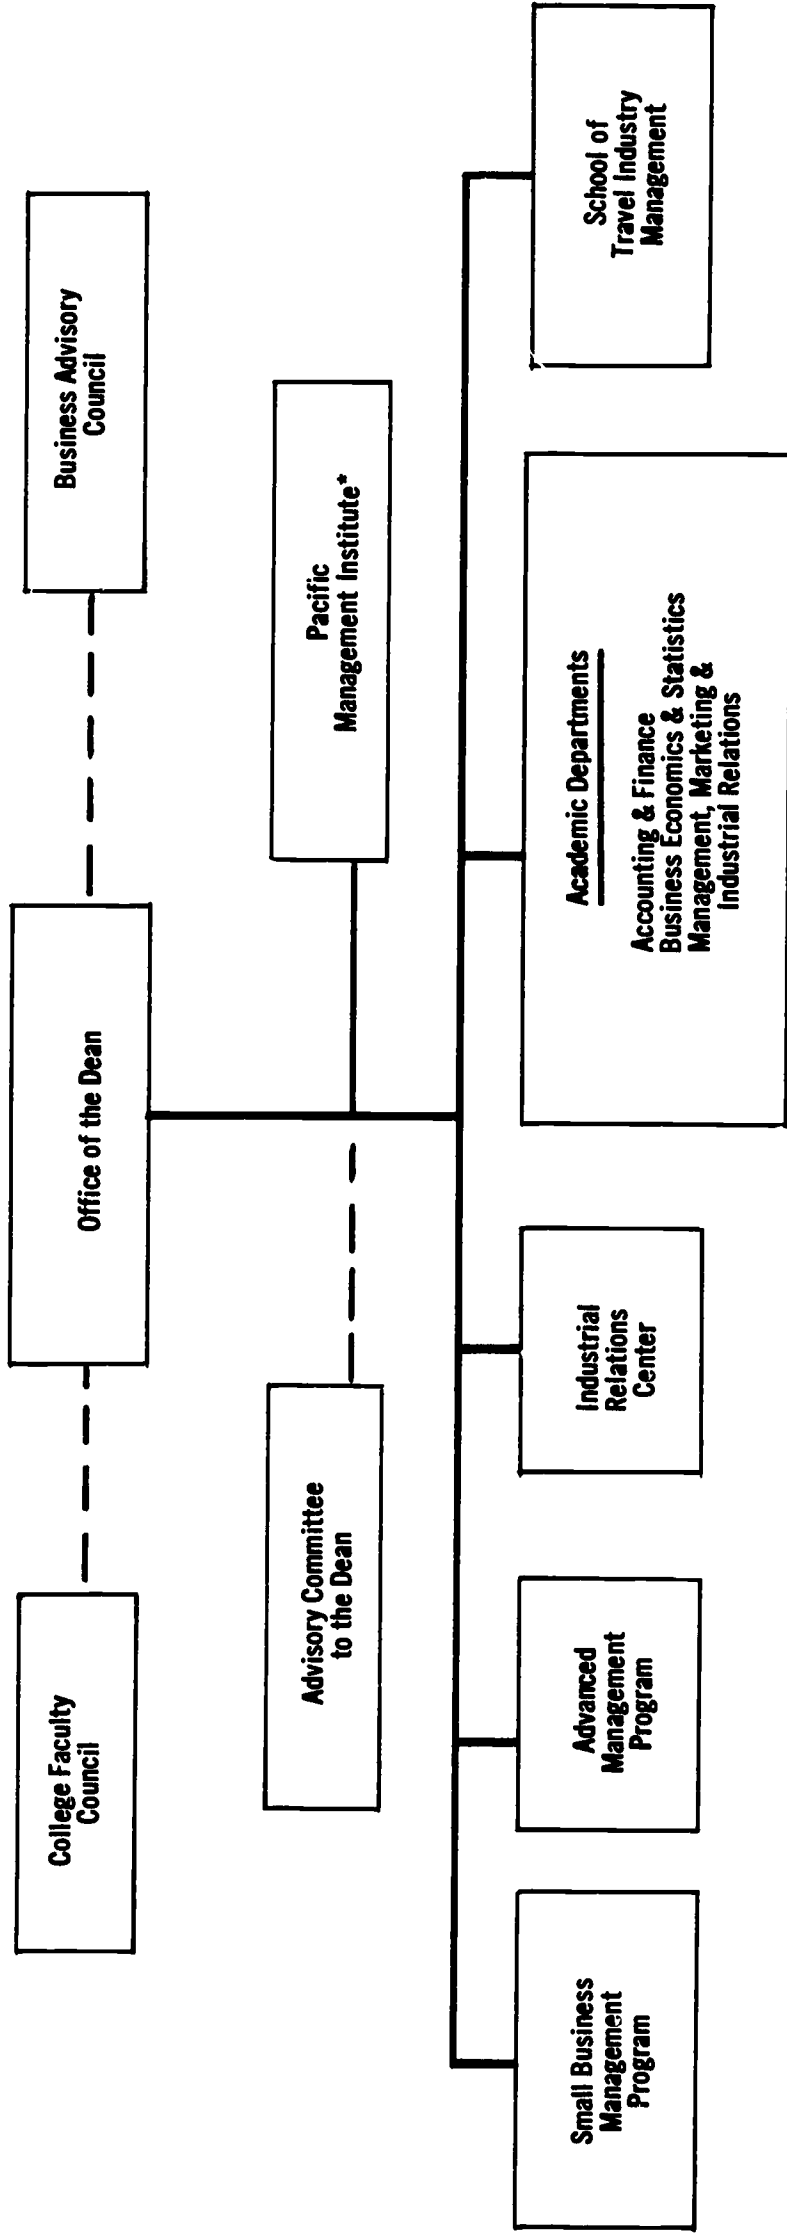 College Faculty
Council
Office of the Dean
Business Advisory
Council
Advisory Committee
to the Dean
Pacific
Management Institute*
Small Business
Management
Program
Advanced
Management
Program
Industrial
Relations
Center
Academic Departments
Accounting & Finance
Business Economics & Statistics
Management, Marketing &
Industrial Relations
School of
Travel Industry
Management